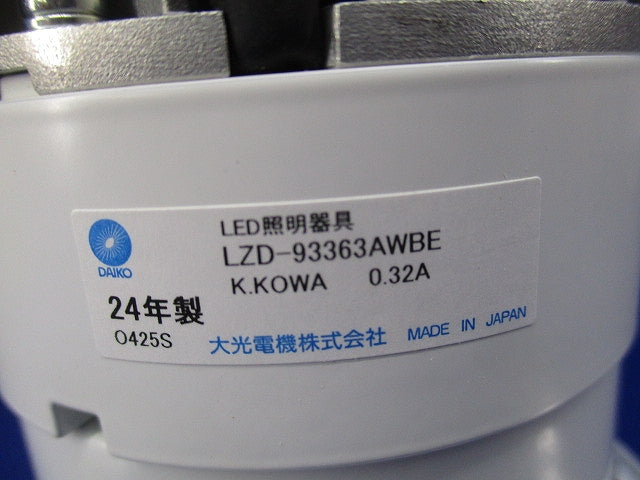 LED照明器具
LZD-93363AWBE
K.KOWA 0.32A
DAIKO
24年製
O425S
大光電機株式会社 MADE IN JAPAN